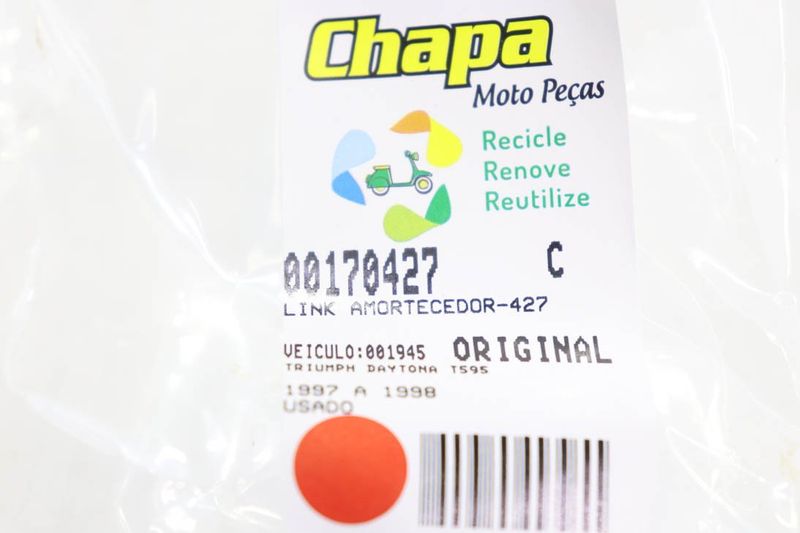 Chapa
Moto Peças
Recicle
Renove
Reutilize
00170427 C
LINK AMORTECEDOR-427
VEICULO:001945 ORIGINAL
TRIUMPH DAYTONA T595
1997 A 1998
USADO